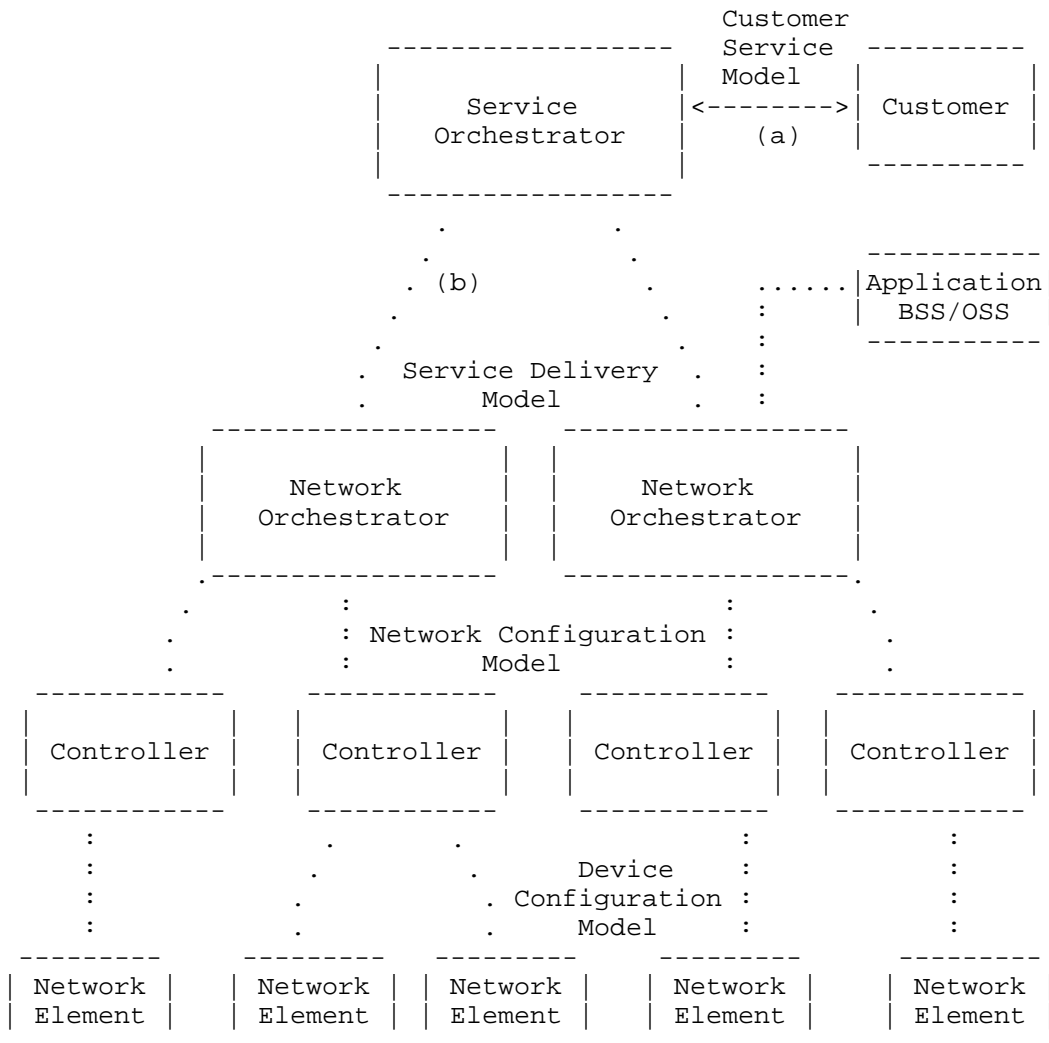 Customer
Service
Model
Service
Orchestrator
(a)
Customer
(b)
Application
BSS/OSS
Service Delivery
Model
Network
Orchestrator
Network
Orchestrator
Network Configuration
Model
Controller
Controller
Controller
Controller
Device
Configuration
Model
Network
Element
Network
Element
Network
Element
Network
Element
Network
Element